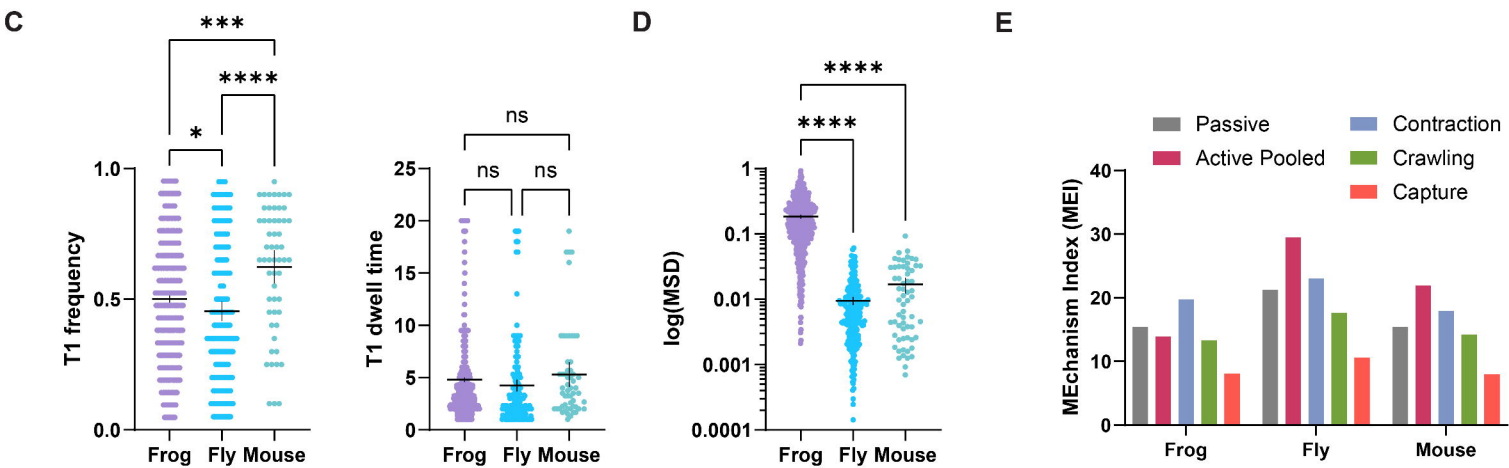 C
***
****
*
T1 frequency
1.0
0.5
0.0
Frog Fly Mouse
ns
ns ns
T1 dwell time
25
20
15
10
5
0
Frog Fly Mouse
D
****
****
log(MSD)
1
0.1
0.01
0.001
0.0001
Frog Fly Mouse
E
Passive
Active Pooled
Contraction
Crawling
Capture
MEchanism Index (MEI)
40
30
20
10
0
Frog Fly Mouse